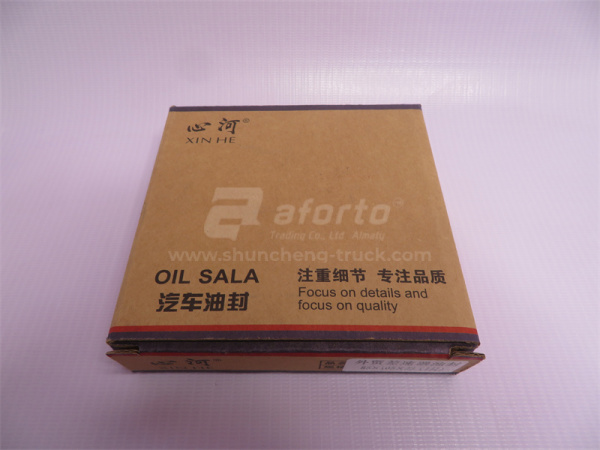 心河®
XIN HE
aforto
Trading Co., Ltd Almaty
www.shuncheng-truck.com
OIL SALA
汽车油封
注重细节 专注品质
Focus on details and
focus on quality